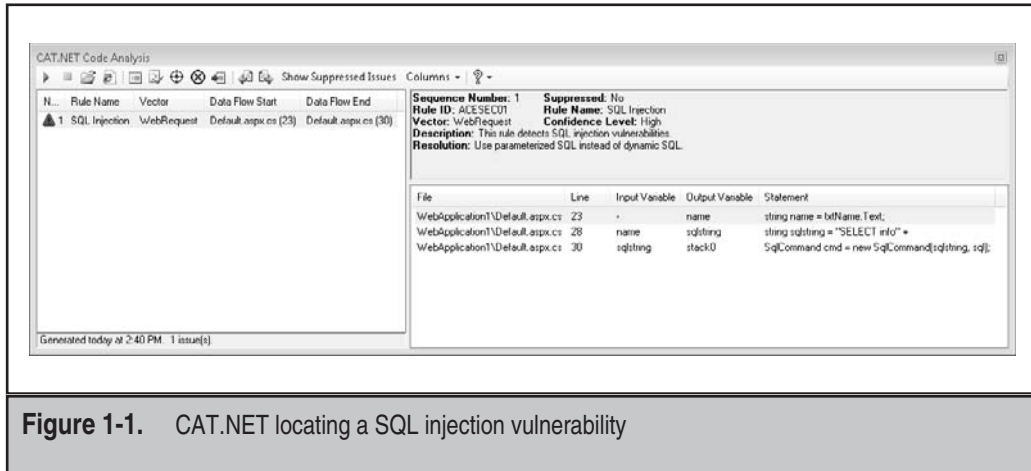 CAT.NET Code Analysis
Show Suppressed Issues Columns
N... Rule Name Vector Data Flow Start Data Flow End
1 SQL Injection WebRequest Default.aspx.cs (23) Default.aspx.cs (30)
Generated today at 2:40 PM. 1 issue(s).
Sequence Number: 1 Suppressed: No
Rule ID: ACESEC01 Rule Name: SQL Injection
Vector: WebRequest Confidence Level: High
Description: This rule detects SQL injection vulnerabilities.
Resolution: Use parameterized SQL instead of dynamic SQL.
File Line Input Variable Output Variable Statement
WebApplication1\Default.aspx.cs 23 - name string name = txtName.Text;
WebApplication1\Default.aspx.cs 28 name sqlstring string sqlstring = "SELECT info" +
WebApplication1\Default.aspx.cs 30 sqlstring stack0 SqlCommand cmd = new SqlCommand(sqlstring, sql);
Figure 1-1. CAT.NET locating a SQL injection vulnerability